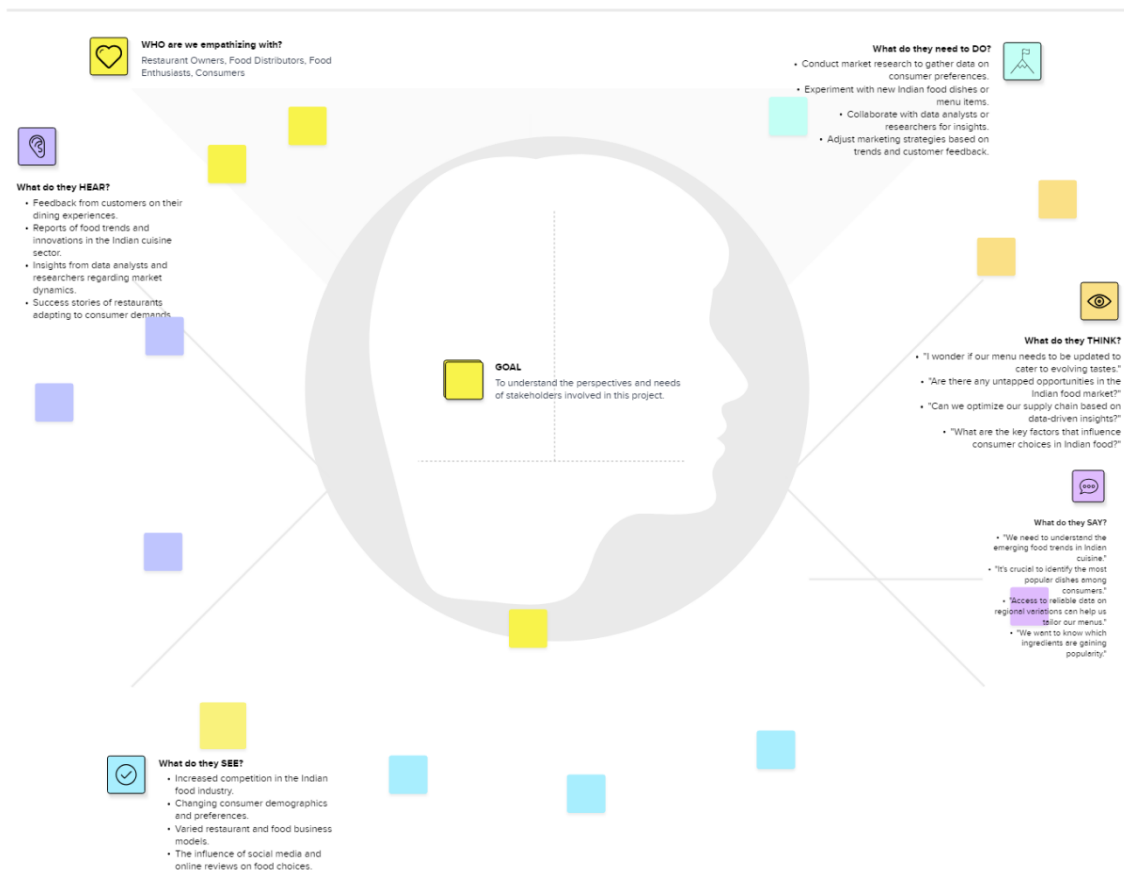 WHO are we empathizing with?
Restaurant Owners, Food Distributors, Food
Enthusiasts, Consumers
What do they need to DO?
• Conduct market research to gather data on
consumer preferences.
• Experiment with new Indian food dishes or
menu items.
• Collaborate with data analysts or
researchers for insights.
• Adjust marketing strategies based on
trends and customer feedback.
What do they HEAR?
• Feedback from customers on their
dining experiences.
• Reports of food trends and
innovations in the Indian cuisine
sector.
• Insights from data analysts and
researchers regarding market
dynamics.
• Success stories of restaurants
adapting to consumer demands.
GOAL
To understand the perspectives and needs
of stakeholders involved in this project.
What do they THINK?
• "I wonder if our menu needs to be updated to
cater to evolving tastes."
• "Are there any untapped opportunities in the
Indian food market?"
• "Can we optimize our supply chain based on
data-driven insights?"
• "What are the key factors that influence
consumer choices in Indian food?"
What do they SAY?
• "We need to understand the
emerging food trends in Indian
cuisine."
• "It's crucial to identify the most
popular dishes among
consumers."
• "Access to reliable data on
regional variations can help us
tailor our menus."
• "We want to know which
ingredients are gaining
popularity."
What do they SEE?
• Increased competition in the Indian
food industry.
• Changing consumer demographics
and preferences.
• Varied restaurant and food business
models.
• The influence of social media and
online reviews on food choices.